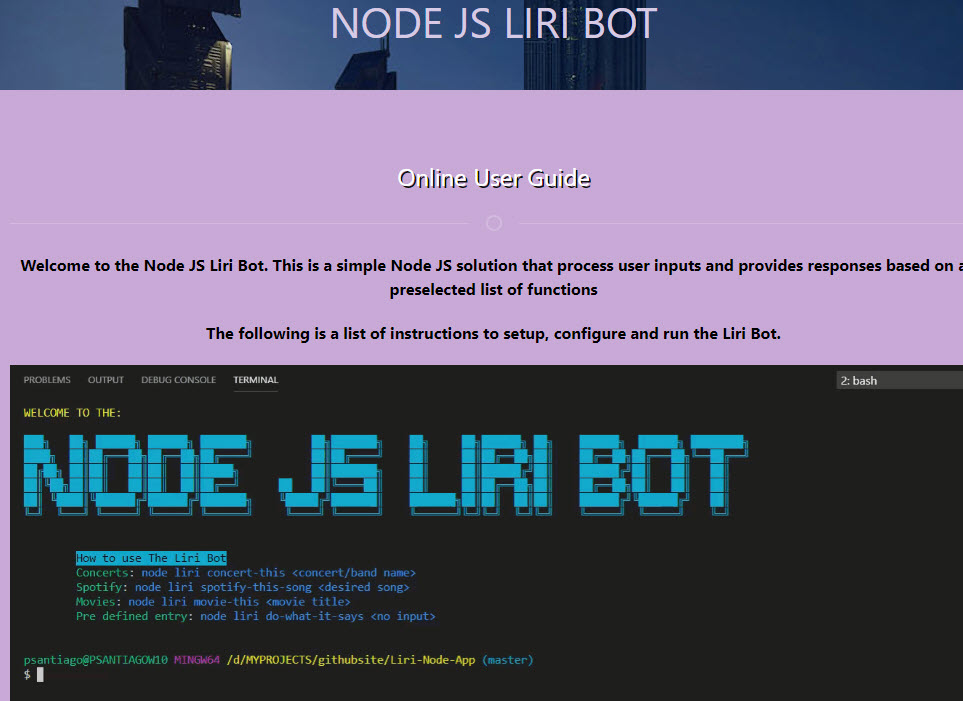 NODE JS LIRI BOT
Online User Guide
Welcome to the Node JS Liri Bot. This is a simple Node JS solution that process user inputs and provides responses based on a
preselected list of functions
The following is a list of instructions to setup, configure and run the Liri Bot.
PROBLEMS OUTPUT DEBUG CONSOLE TERMINAL 2: bash
WELCOME TO THE:
NODE JS LIRI BOT
How to use The Liri Bot
Concerts: node liri concert-this <concert/band name>
Spotify: node liri spotify-this-song <desired song>
Movies: node liri movie-this <movie title>
Pre defined entry: node liri do-what-it-says <no input>
psantiago@PSANTIAGOW10 MINGW64 /d/MYPROJECTS/githubsite/Liri-Node-App (master)
$